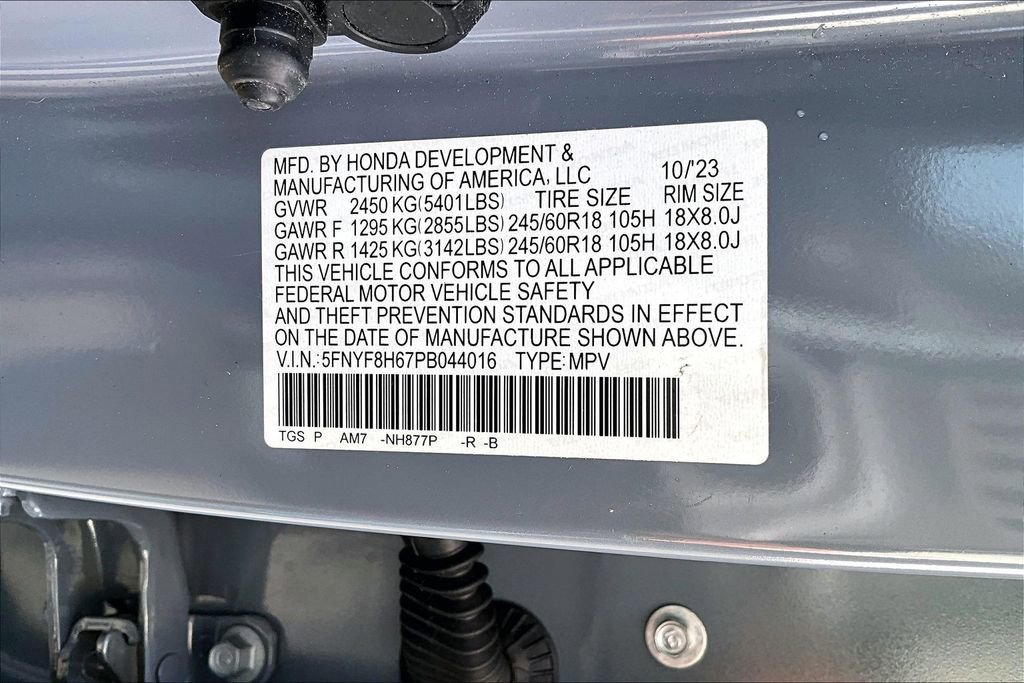 MFD. BY HONDA DEVELOPMENT &
MANUFACTURING OF AMERICA, LLC 10/'23
GVWR 2450 KG(5401LBS) TIRE SIZE RIM SIZE
GAWR F 1295 KG(2855LBS) 245/60R18 105H 18X8.0J
GAWR R 1425 KG(3142LBS) 245/60R18 105H 18X8.0J
THIS VEHICLE CONFORMS TO ALL APPLICABLE
FEDERAL MOTOR VEHICLE SAFETY
AND THEFT PREVENTION STANDARDS IN EFFECT
ON THE DATE OF MANUFACTURE SHOWN ABOVE.
V.I.N.:5FNYF8H67PB044016 TYPE:MPV
TGS P AM7 -NH877P -R -B